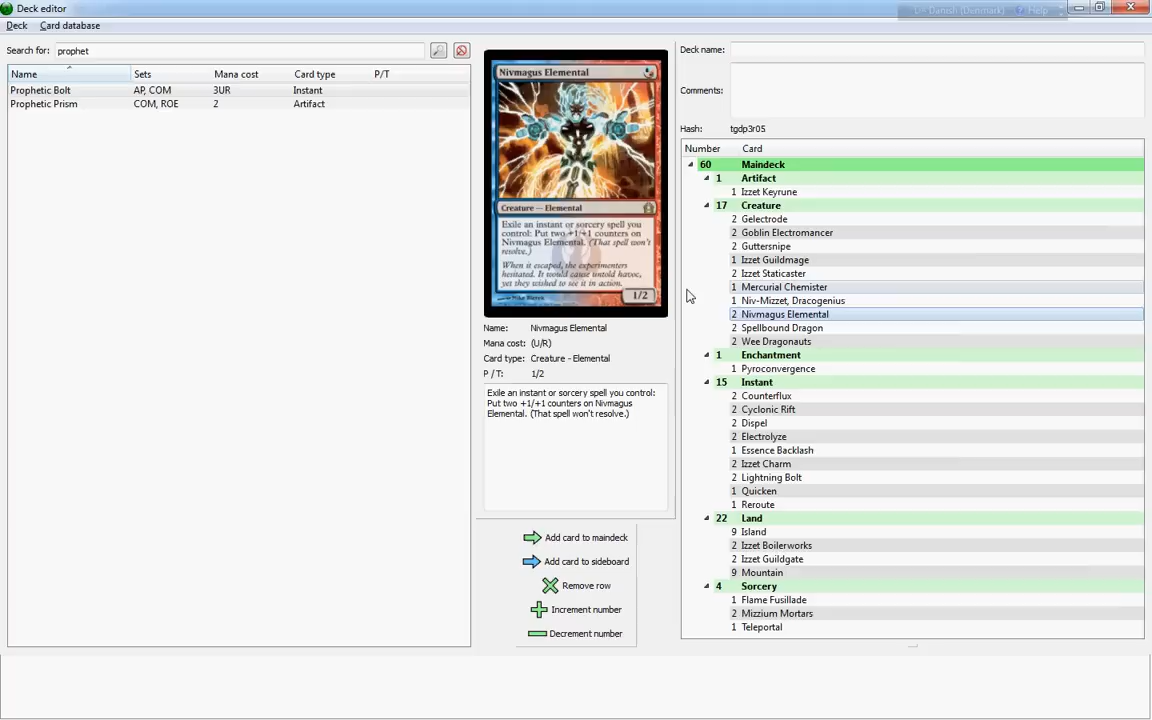 Deck editor
DA Danish (Denmark) Help
Deck Card database
Search for: prophet
Name Sets Mana cost Card type P/T
Prophetic Bolt AP, COM 3UR Instant
Prophetic Prism COM, ROE 2 Artifact
Nivmagus Elemental
Creature — Elemental
Exile an instant or sorcery spell you
control: Put two +1/+1 counters on
Nivmagus Elemental. (That spell won't
resolve.)
When it escaped, the experimenters
hesitated. It would cause untold havoc,
yet they wished to see it in action.
1/2
Name: Nivmagus Elemental
Mana cost: (U/R)
Card type: Creature - Elemental
P / T: 1/2
Exile an instant or sorcery spell you control:
Put two +1/+1 counters on Nivmagus
Elemental. (That spell won't resolve.)
Add card to maindeck
Add card to sideboard
Remove row
Increment number
Decrement number
Deck name:
Comments:
Hash: tgdp3r05
Number Card
60 Maindeck
1 Artifact
1 Izzet Keyrune
17 Creature
2 Gelectrode
2 Goblin Electromancer
2 Guttersnipe
1 Izzet Guildmage
2 Izzet Staticaster
1 Mercurial Chemister
1 Niv-Mizzet, Dracogenius
2 Nivmagus Elemental
2 Spellbound Dragon
2 Wee Dragonauts
1 Enchantment
1 Pyroconvergence
15 Instant
2 Counterflux
2 Cyclonic Rift
2 Dispel
2 Electrolyze
1 Essence Backlash
2 Izzet Charm
2 Lightning Bolt
1 Quicken
1 Reroute
22 Land
9 Island
2 Izzet Boilerworks
2 Izzet Guildgate
9 Mountain
4 Sorcery
1 Flame Fusillade
2 Mizzium Mortars
1 Teleportal